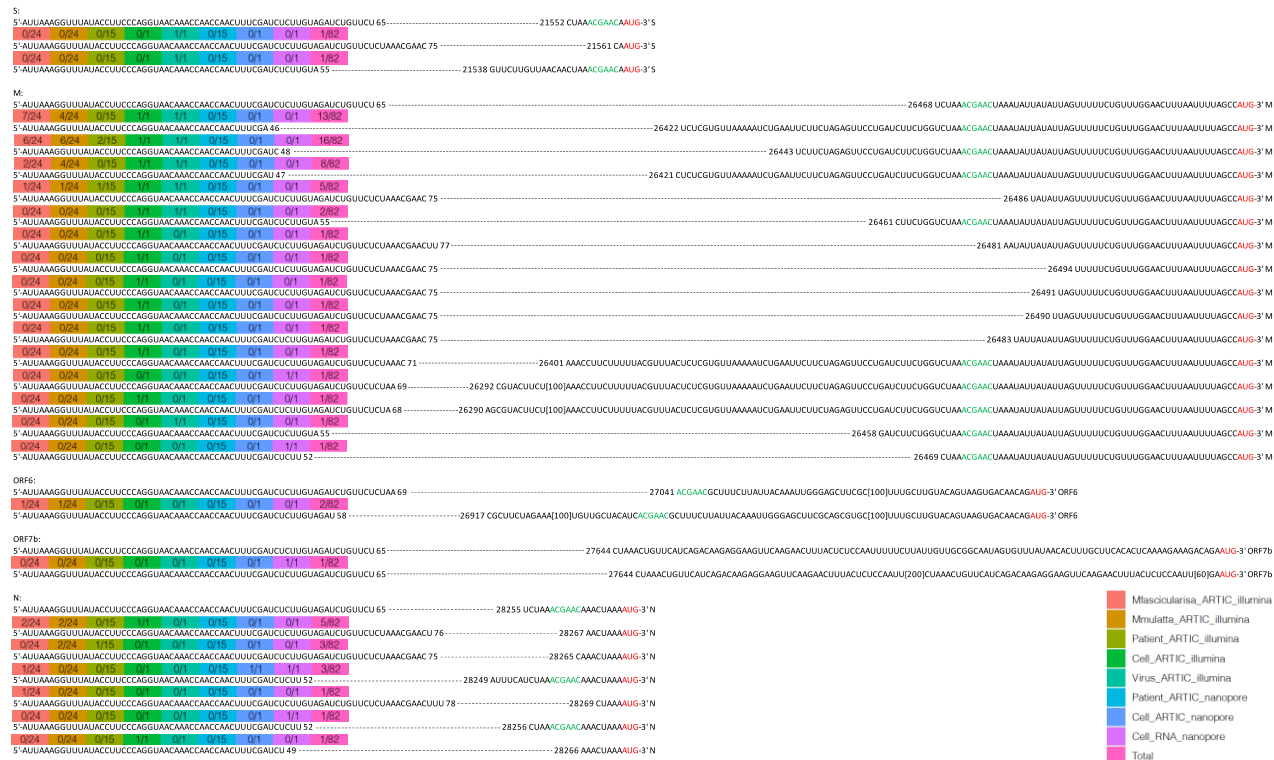 S:
5'-AUUAAAGGUUUAUACCUUCCCAGGUAACAAACCAACCAACUUUCGAUCUCUUGUAGAUCUGUUCU 65 21552 CUAAACGAACAAUG-3' S
0/24 0/24 0/15 0/1 1/1 0/15 0/1 0/1 1/82
5'-AUUAAAGGUUUAUACCUUCCCAGGUAACAAACCAACCAACUUUCGAUCUCUUGUAGAUCUGUUCUCUAAACGAAC 75 21561 CAAUG-3' S
0/24 0/24 0/15 0/1 1/1 0/15 0/1 0/1 1/82
5'-AUUAAAGGUUUAUACCUUCCCAGGUAACAAACCAACCAACUUUCGAUCUCUUGUA 55 21538 GUUCUUGUUAACAACUAAACGAACAAUG-3' S
M:
5'-AUUAAAGGUUUAUACCUUCCCAGGUAACAAACCAACCAACUUUCGAUCUCUUGUAGAUCUGUUCU 65 26468 UCUAAACGAACUAAAUAUUAUAUUAGUUUUUCUGUUUGGAACUUUAAUUUUAGCCAUG-3' M
7/24 4/24 0/15 1/1 1/1 0/15 0/1 0/1 13/82
5'-AUUAAAGGUUUAUACCUUCCCAGGUAACAAACCAACCAACUUUCGA 46 26422 UCUCGUGUUAAAAAUCUGAAUUCUUCUAGAGUUCCUGAUCUUCUGGUCUAAACGAACUAAAUAUUAUAUUAGUUUUUCUGUUUGGAACUUUAAUUUUAGCCAUG-3' M
6/24 6/24 2/15 1/1 1/1 0/15 0/1 0/1 16/82
5'-AUUAAAGGUUUAUACCUUCCCAGGUAACAAACCAACCAACUUUCGAUC 48 26443 UCUUCUAGAGUUCCUGAUCUUCUGGUCUAAACGAACUAAAUAUUAUAUUAGUUUUUCUGUUUGGAACUUUAAUUUUAGCCAUG-3' M
2/24 4/24 0/15 1/1 1/1 0/15 0/1 0/1 8/82
5'-AUUAAAGGUUUAUACCUUCCCAGGUAACAAACCAACCAACUUUCGAU 47 26421 CUCUCGUGUUAAAAAUCUGAAUUCUUCUAGAGUUCCUGAUCUUCUGGUCUAAACGAACUAAAUAUUAUAUUAGUUUUUCUGUUUGGAACUUUAAUUUUAGCCAUG-3' M
1/24 1/24 1/15 1/1 1/1 0/15 0/1 0/1 5/82
5'-AUUAAAGGUUUAUACCUUCCCAGGUAACAAACCAACCAACUUUCGAUCUCUUGUAGAUCUGUUCUCUAAACGAAC 75 26486 UAUAUUAGUUUUUCUGUUUGGAACUUUAAUUUUAGCCAUG-3' M
0/24 0/24 0/15 1/1 1/1 0/15 0/1 0/1 2/82
5'-AUUAAAGGUUUAUACCUUCCCAGGUAACAAACCAACCAACUUUCGAUCUCUUGUA 55 26461 CUUCUGGUCUAAACGAACUAAAUAUUAUAUUAGUUUUUCUGUUUGGAACUUUAAUUUUAGCCAUG-3' M
0/24 0/24 0/15 1/1 0/1 0/15 0/1 0/1 1/82
5'-AUUAAAGGUUUAUACCUUCCCAGGUAACAAACCAACCAACUUUCGAUCUCUUGUAGAUCUGUUCUCUAAACGAACUU 77 26481 AAUAUUAUAUUAGUUUUUCUGUUUGGAACUUUAAUUUUAGCCAUG-3' M
0/24 0/24 0/15 1/1 0/1 0/15 0/1 0/1 1/82
5'-AUUAAAGGUUUAUACCUUCCCAGGUAACAAACCAACCAACUUUCGAUCUCUUGUAGAUCUGUUCUCUAAACGAAC 75 26494 UUUUUCUGUUUGGAACUUUAAUUUUAGCCAUG-3' M
0/24 0/24 0/15 1/1 0/1 0/15 0/1 0/1 1/82
5'-AUUAAAGGUUUAUACCUUCCCAGGUAACAAACCAACCAACUUUCGAUCUCUUGUAGAUCUGUUCUCUAAACGAAC 75 26491 UAGUUUUUCUGUUUGGAACUUUAAUUUUAGCCAUG-3' M
0/24 0/24 0/15 1/1 0/1 0/15 0/1 0/1 1/82
5'-AUUAAAGGUUUAUACCUUCCCAGGUAACAAACCAACCAACUUUCGAUCUCUUGUAGAUCUGUUCUCUAAACGAAC 75 26490 UUAGUUUUUCUGUUUGGAACUUUAAUUUUAGCCAUG-3' M
0/24 0/24 0/15 1/1 0/1 0/15 0/1 0/1 1/82
5'-AUUAAAGGUUUAUACCUUCCCAGGUAACAAACCAACCAACUUUCGAUCUCUUGUAGAUCUGUUCUCUAAACGAAC 75 26483 UAUUAUAUUAGUUUUUCUGUUUGGAACUUUAAUUUUAGCCAUG-3' M
0/24 0/24 0/15 1/1 0/1 0/15 0/1 0/1 1/82
5'-AUUAAAGGUUUAUACCUUCCCAGGUAACAAACCAACCAACUUUCGAUCUCUUGUAGAUCUGUUCUCUAAAC 71 26401 AAACCUUCUUUUUACGUUUACUCUCGUGUUAAAAAUCUGAAUUCUUCUAGAGUUCCUGAUCUUCUGGUCUAAACGAACUAAAUAUUAUAUUAGUUUUUCUGUUUGGAACUUUAAUUUUAGCCAUG-3' M
0/24 0/24 0/15 0/1 0/1 0/15 0/1 1/1 1/82
5'-AUUAAAGGUUUAUACCUUCCCAGGUAACAAACCAACCAACUUUCGAUCUCUUGUAGAUCUGUUCUCUAA 69 26292 CGUACUUCU[100]AAACCUUCUUUUUACGUUUACUCUCGUGUUAAAAAUCUGAAUUCUUCUAGAGUUCCUGAUCUUCUGGUCUAAACGAACUAAAUAUUAUAUUAGUUUUUCUGUUUGGAACUUUAAUUUUAGCCAUG-3' M
0/24 0/24 0/15 1/1 0/1 0/15 0/1 0/1 1/82
5'-AUUAAAGGUUUAUACCUUCCCAGGUAACAAACCAACCAACUUUCGAUCUCUUGUAGAUCUGUUCUCUA 68 26290 AGCGUACUUCU[100]AAACCUUCUUUUUACGUUUACUCUCGUGUUAAAAAUCUGAAUUCUUCUAGAGUUCCUGAUCUUCUGGUCUAAACGAACUAAAUAUUAUAUUAGUUUUUCUGUUUGGAACUUUAAUUUUAGCCAUG-3' M
0/24 0/24 0/15 0/1 1/1 0/15 0/1 0/1 1/82
5'-AUUAAAGGUUUAUACCUUCCCAGGUAACAAACCAACCAACUUUCGAUCUCUUGUA 55 26458 GAUCUUCUGGUCUAAACGAACUAAAUAUUAUAUUAGUUUUUCUGUUUGGAACUUUAAUUUUAGCCAUG-3' M
0/24 0/24 0/15 0/1 0/1 0/15 0/1 1/1 1/82
5'-AUUAAAGGUUUAUACCUUCCCAGGUAACAAACCAACCAACUUUCGAUCUCUU 52 26469 CUAAACGAACUAAAUAUUAUAUUAGUUUUUCUGUUUGGAACUUUAAUUUUAGCCAUG-3' M
ORF6:
5'-AUUAAAGGUUUAUACCUUCCCAGGUAACAAACCAACCAACUUUCGAUCUCUUGUAGAUCUGUUCUCUAA 69 27041 ACGAACGCUUUCUUAUUACAAAUUGGGAGCUUCGC[100]UUUGCUUGUACAGUAAGUGACAACAGAUG-3' ORF6
1/24 1/24 0/15 0/1 0/1 0/15 0/1 0/1 2/82
5'-AUUAAAGGUUUAUACCUUCCCAGGUAACAAACCAACCAACUUUCGAUCUCUUGUAGAU 58 26917 CGCUUCUAGAAA[100]UGUUGCUACAUCACGAACGCUUUCUUAUUACAAAUUGGGAGCUUCGCAGCGUGC[100]UUUGCUUGUACAGUAAGUGACAACAGAUG-3' ORF6
ORF7b:
5'-AUUAAAGGUUUAUACCUUCCCAGGUAACAAACCAACCAACUUUCGAUCUCUUGUAGAUCUGUUCU 65 27644 CUAAACUGUUCAUCAGACAAGAGGAAGUUCAAGAACUUUACUCUCCAAUUUUUCUUAUUGUUGCGGCAAUAGUGUUUAUAACACUUUGCUUCACACUCAAAAGAAAGACAGAAUG-3' ORF7b
0/24 0/24 0/15 0/1 0/1 0/15 0/1 1/1 1/82
5'-AUUAAAGGUUUAUACCUUCCCAGGUAACAAACCAACCAACUUUCGAUCUCUUGUAGAUCUGUUCU 65 27644 CUAAACUGUUCAUCAGACAAGAGGAAGUUCAAGAACUUUACUCUCCAAUU[200]CUAAACUGUUCAUCAGACAAGAGGAAGUUCAAGAACUUUACUCUCCAAUU[60]GAAUG-3' ORF7b
N:
5'-AUUAAAGGUUUAUACCUUCCCAGGUAACAAACCAACCAACUUUCGAUCUCUUGUAGAUCUGUUCU 65 28255 UCUAAACGAACAAACUAAAAUG-3' N
2/24 2/24 0/15 1/1 0/1 0/15 0/1 0/1 5/82
5'-AUUAAAGGUUUAUACCUUCCCAGGUAACAAACCAACCAACUUUCGAUCUCUUGUAGAUCUGUUCUCUAAACGAACU 76 28267 AACUAAAAUG-3' N
0/24 2/24 1/15 0/1 0/1 0/15 0/1 0/1 3/82
5'-AUUAAAGGUUUAUACCUUCCCAGGUAACAAACCAACCAACUUUCGAUCUCUUGUAGAUCUGUUCUCUAAACGAAC 75 28265 CAAACUAAAAUG-3' N
1/24 0/24 0/15 0/1 0/1 0/15 1/1 1/1 3/82
5'-AUUAAAGGUUUAUACCUUCCCAGGUAACAAACCAACCAACUUUCGAUCUCUU 52 28249 AUUUCAUCUAAACGAACAAACUAAAAUG-3' N
1/24 0/24 0/15 0/1 0/1 0/15 0/1 0/1 1/82
5'-AUUAAAGGUUUAUACCUUCCCAGGUAACAAACCAACCAACUUUCGAUCUCUUGUAGAUCUGUUCUCUAAACGAACUUU 78 28269 CUAAAAUG-3' N
0/24 0/24 0/15 0/1 0/1 0/15 0/1 1/1 1/82
5'-AUUAAAGGUUUAUACCUUCCCAGGUAACAAACCAACCAACUUUCGAUCUCUU 52 28256 CUAAACGAACAAACUAAAAUG-3' N
0/24 0/24 0/15 1/1 0/1 0/15 0/1 0/1 1/82
5'-AUUAAAGGUUUAUACCUUCCCAGGUAACAAACCAACCAACUUUCGAUCU 49 28266 AAACUAAAAUG-3' N
Mfascicularisa_ARTIC_illumina
Mmulatta_ARTIC_illumina
Patient_ARTIC_illumina
Cell_ARTIC_illumina
Virus_ARTIC_illumina
Patient_ARTIC_nanopore
Cell_ARTIC_nanopore
Cell_RNA_nanopore
Total